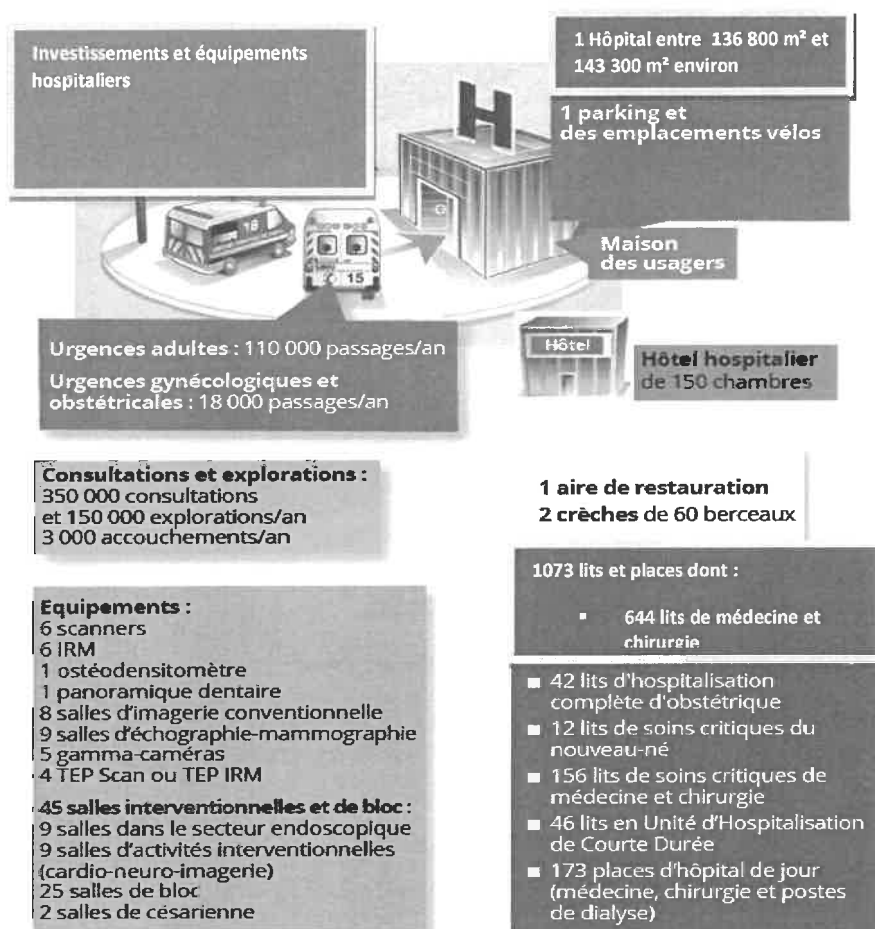 Investissements et équipements
hospitaliers
1 Hôpital entre 136 800 m² et
143 300 m² environ
1 parking et
des emplacements vélos
H
18
15
Maison
des usagers
Urgences adultes : 110 000 passages/an
Urgences gynécologiques et
obstétricales : 18 000 passages/an
Hôtel
Hôtel hospitalier
de 150 chambres
Consultations et explorations :
350 000 consultations
et 150 000 explorations/an
3 000 accouchements/an
1 aire de restauration
2 crèches de 60 berceaux
Equipements :
6 scanners
6 IRM
1 ostéodensitomètre
1 panoramique dentaire
8 salles d'imagerie conventionnelle
9 salles d'échographie-mammographie
5 gamma-caméras
4 TEP Scan ou TEP IRM
45 salles interventionnelles et de bloc :
9 salles dans le secteur endoscopique
9 salles d'activités interventionnelles
(cardio-neuro-imagerie)
25 salles de bloc
2 salles de césarienne
1073 lits et places dont :
▪ 644 lits de médecine et
chirurgie
■ 42 lits d'hospitalisation
complète d'obstétrique
■ 12 lits de soins critiques du
nouveau-né
■ 156 lits de soins critiques de
médecine et chirurgie
■ 46 lits en Unité d'Hospitalisation
de Courte Durée
■ 173 places d'hôpital de jour
(médecine, chirurgie et postes
de dialyse)